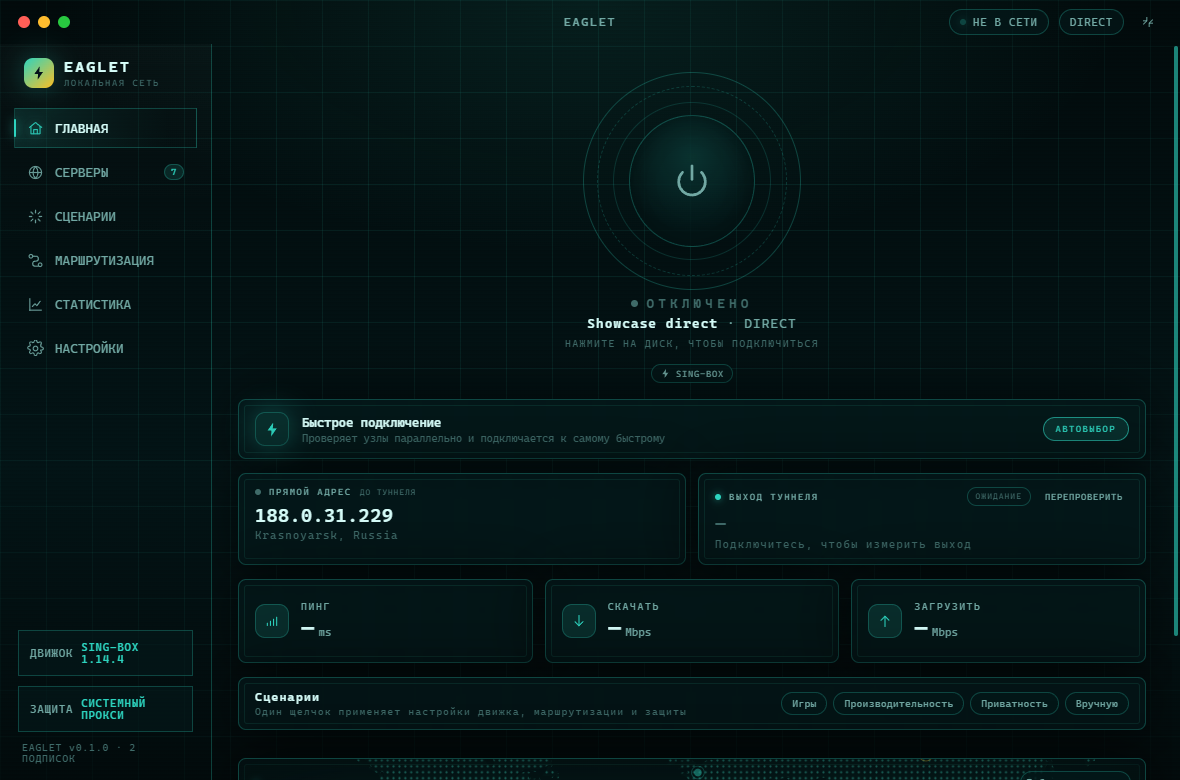 EAGLET
НЕ В СЕТИ
DIRECT
EAGLET
ЛОКАЛЬНАЯ СЕТЬ
ГЛАВНАЯ
СЕРВЕРЫ 7
СЦЕНАРИИ
МАРШРУТИЗАЦИЯ
СТАТИСТИКА
НАСТРОЙКИ
ДВИЖОК SING-BOX
1.14.4
ЗАЩИТА СИСТЕМНЫЙ
ПРОКСИ
EAGLET v0.1.0 · 2
ПОДПИСОК
ОТКЛЮЧЕНО
Showcase direct · DIRECT
НАЖМИТЕ НА ДИСК, ЧТОБЫ ПОДКЛЮЧИТЬСЯ
SING-BOX
Быстрое подключение
Проверяет узлы параллельно и подключается к самому быстрому
АВТОВЫБОР
ПРЯМОЙ АДРЕС ДО ТУННЕЛЯ
188.0.31.229
Krasnoyarsk, Russia
ВЫХОД ТУННЕЛЯ
ОЖИДАНИЕ
ПЕРЕПРОВЕРИТЬ
—
Подключитесь, чтобы измерить выход
ПИНГ
— ms
СКАЧАТЬ
— Mbps
ЗАГРУЗИТЬ
— Mbps
Сценарии
Один щелчок применяет настройки движка, маршрутизации и защиты
Игры
Производительность
Приватность
Вручную